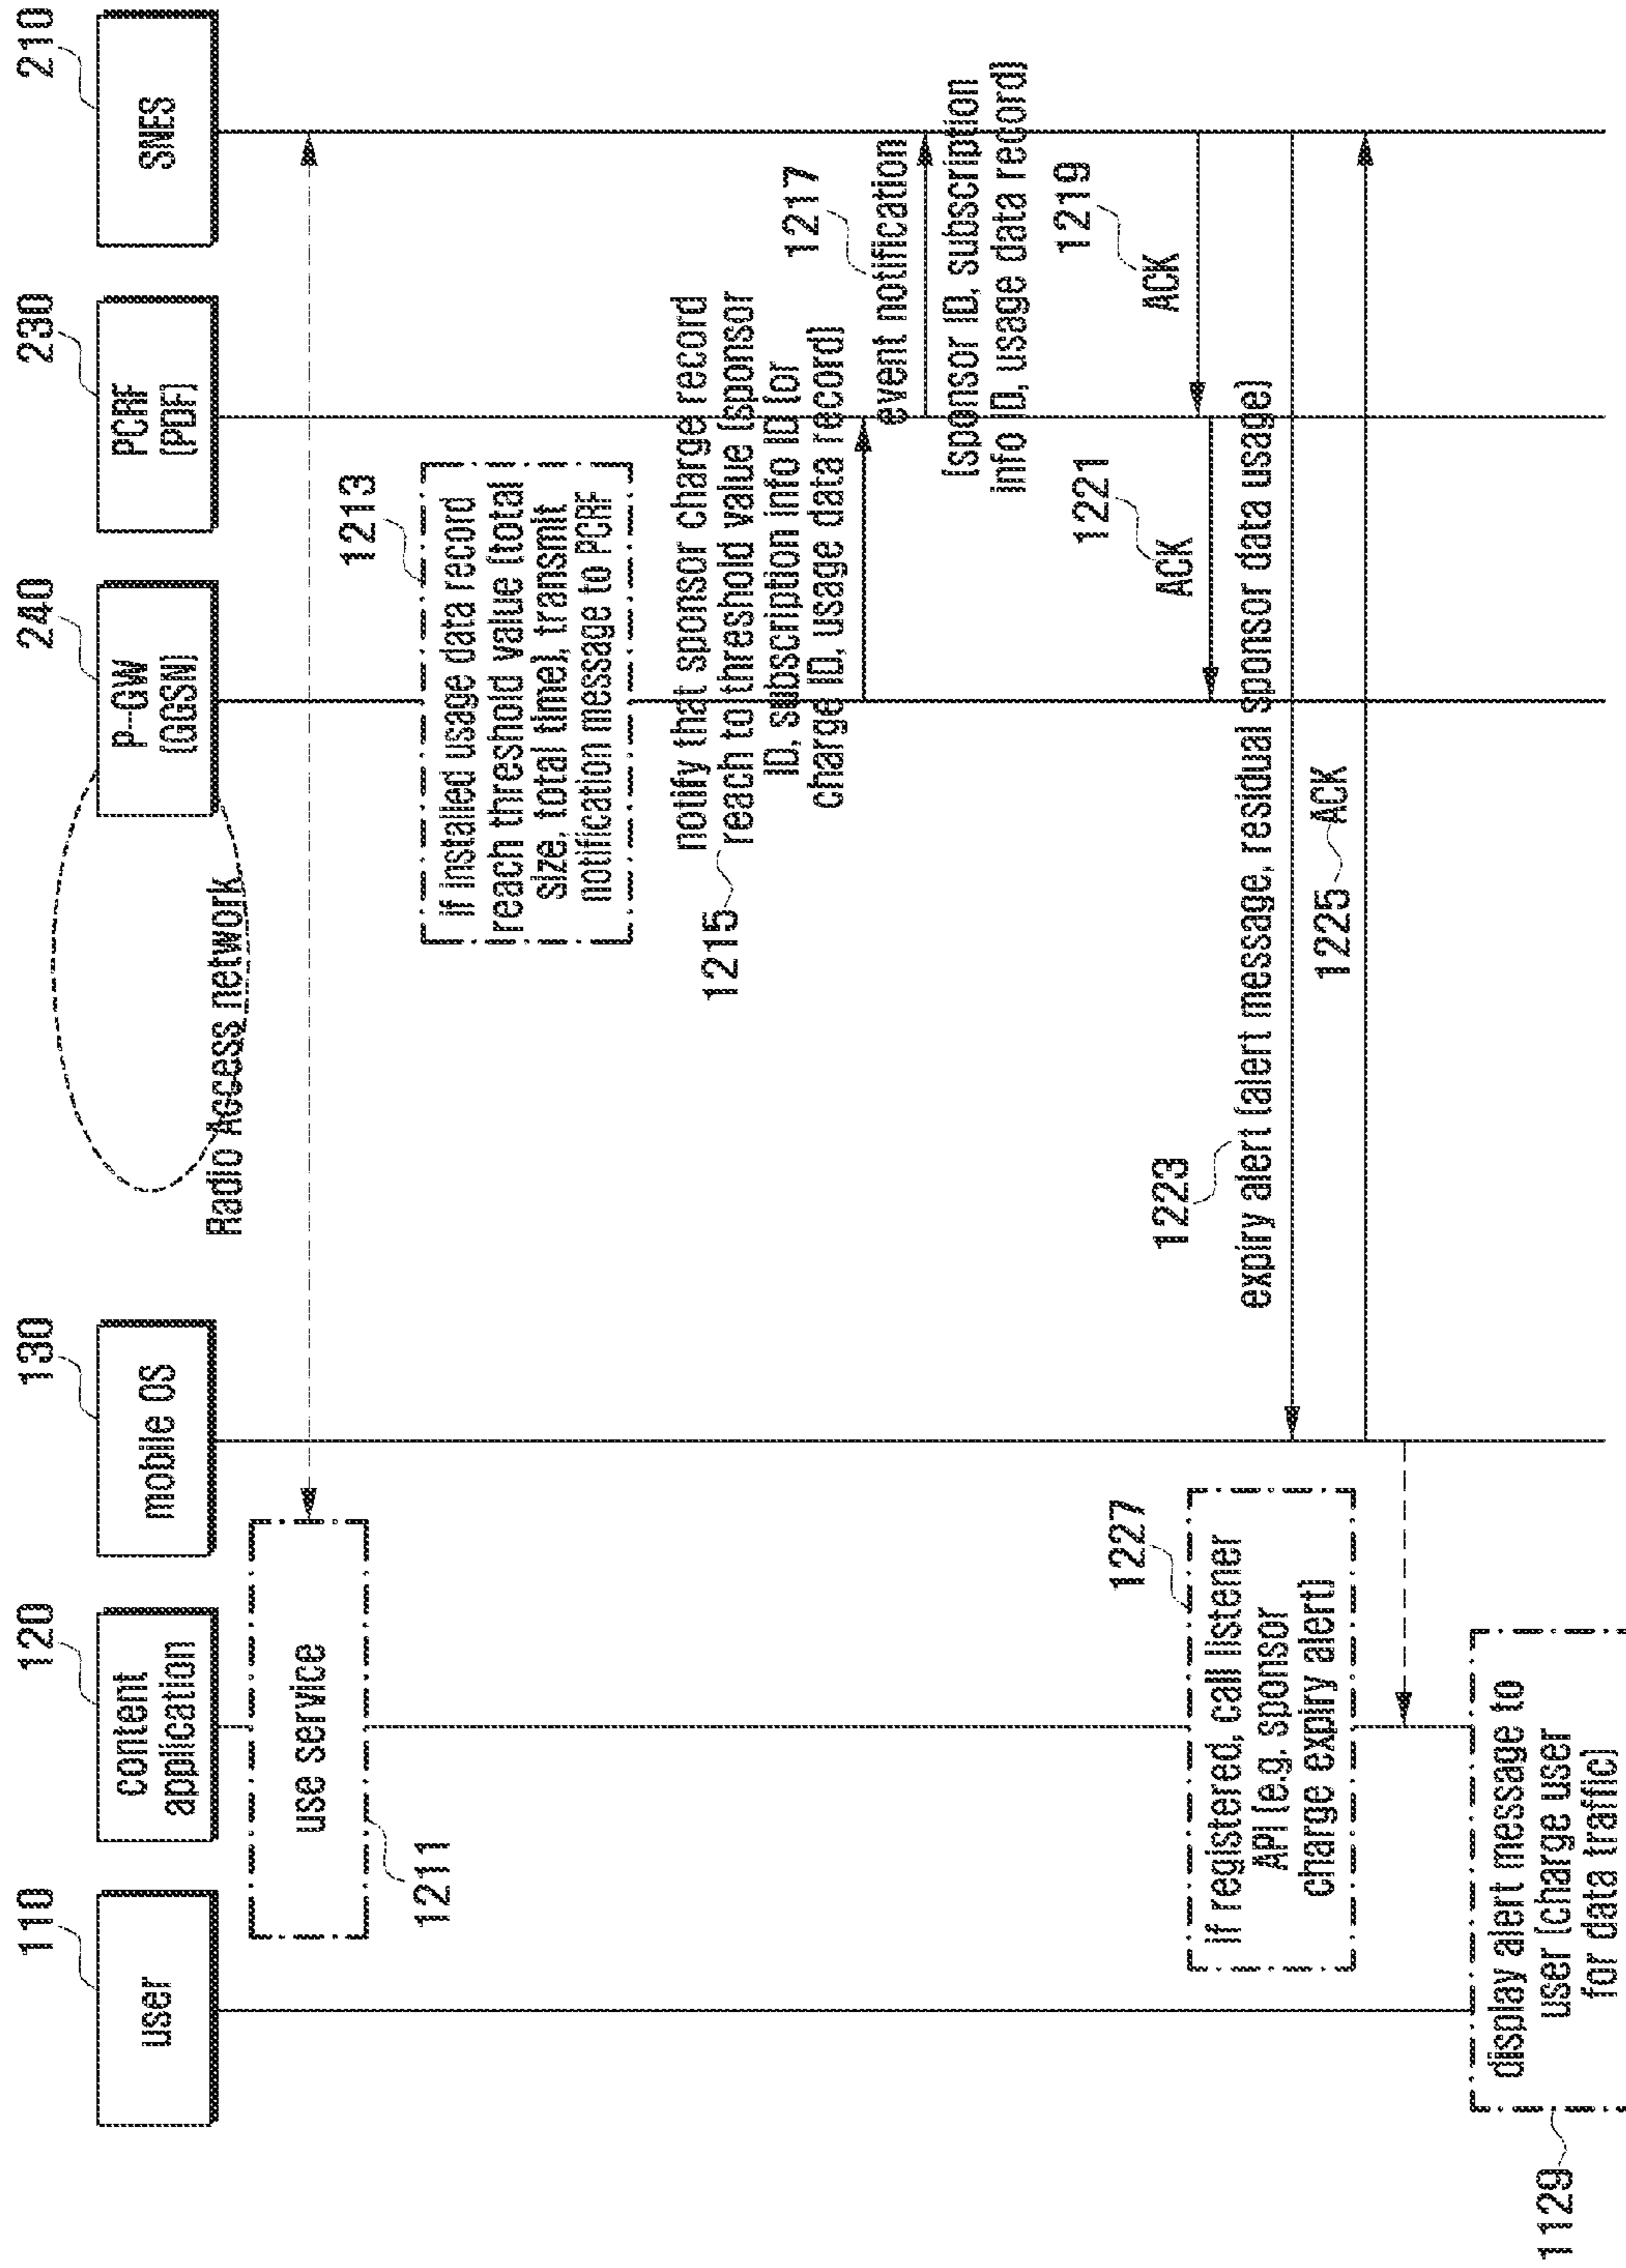 110
120
130
240
230
210
user
content
application
mobile OS
P-GW
(GGSN)
PCRF
(PDF)
SNES
Radio Access network
use service
1211
1213
if installed usage data record
reach threshold value (total
size, total time), transmit
notification message to PCRF
notify that sponsor charge record
1215 reach to threshold value (sponsor
ID, subscription info ID (or
charge ID, usage data record)
1217
event notification
(sponsor ID, subscription
info ID, usage data record)
1219
ACK
1221
ACK
1223
expiry alert (alert message, residual sponsor data usage)
1225 ACK
1227
if registered, call listener
API (e.g. sponsor
charge expiry alert)
display alert message to
user (charge user
for data traffic)
1129